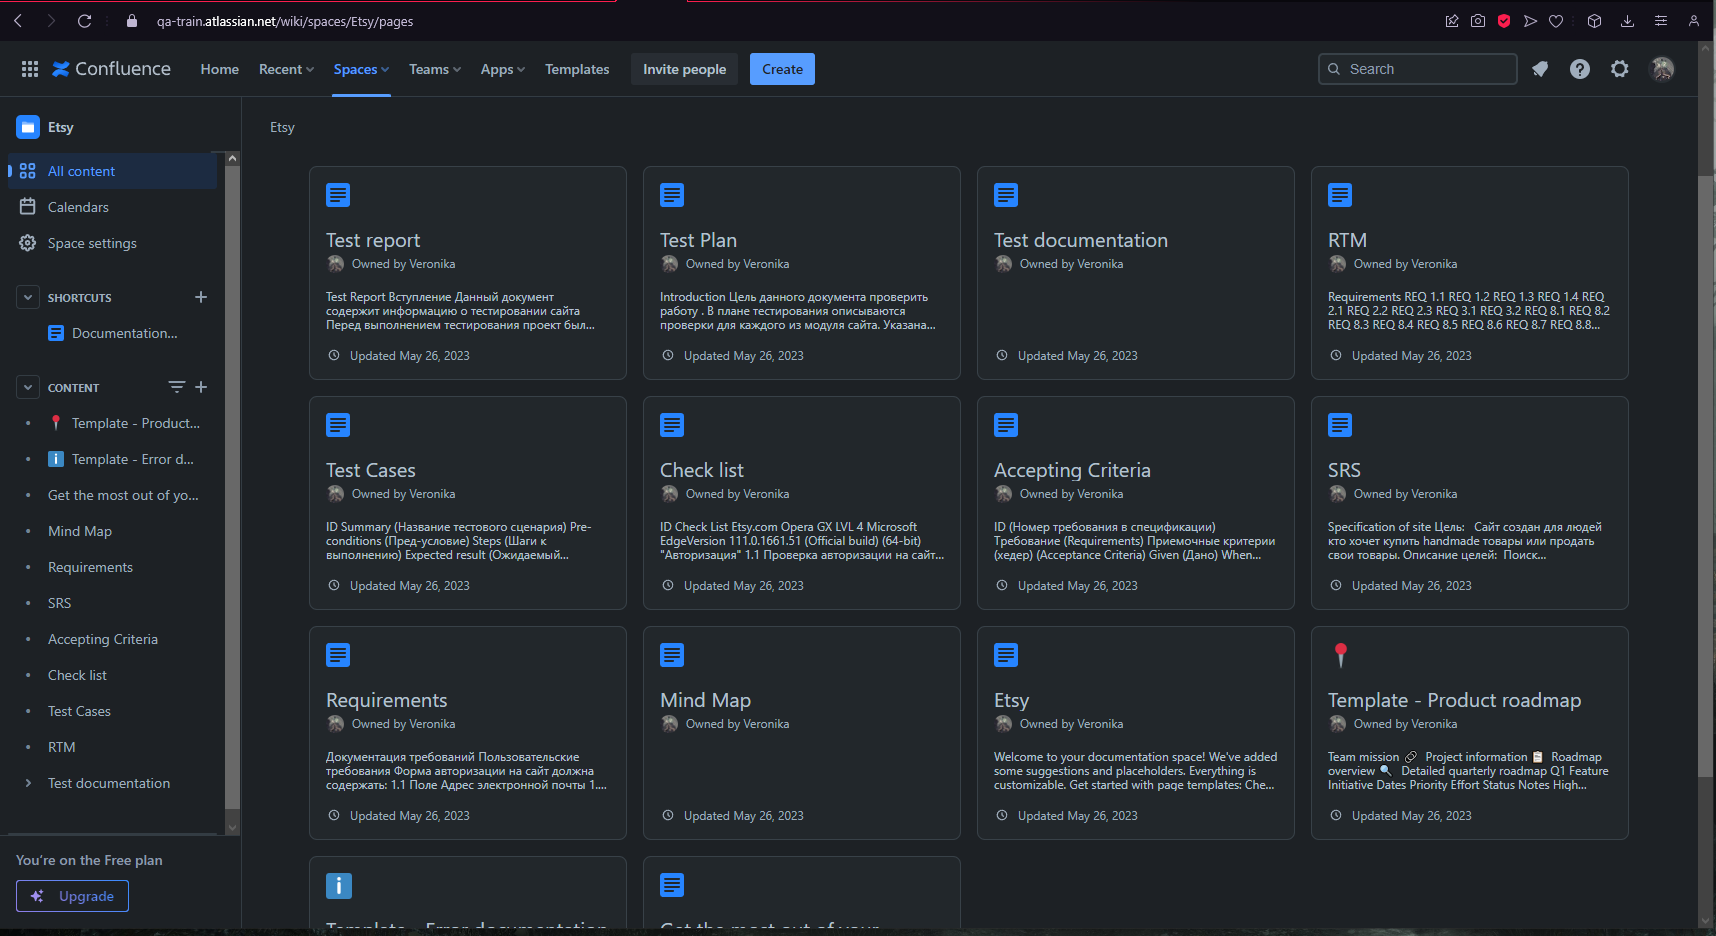 qa-train.atlassian.net/wiki/spaces/Etsy/pages
Confluence
Home
Recent
Spaces
Teams
Apps
Templates
Invite people
Create
Search
Etsy
All content
Calendars
Space settings
SHORTCUTS
Documentation...
CONTENT
Template - Product...
Template - Error d...
Get the most out of yo...
Mind Map
Requirements
SRS
Accepting Criteria
Check list
Test Cases
RTM
Test documentation
You're on the Free plan
Upgrade
Etsy
Test report
Owned by Veronika
Test Report Вступление Данный документ
содержит информацию о тестировании сайта
Перед выполнением тестирования проект был...
Updated May 26, 2023
Test Plan
Owned by Veronika
Introduction Цель данного документа проверить
работу . В плане тестирования описываются
проверки для каждого из модуля сайта. Указана...
Updated May 26, 2023
Test documentation
Owned by Veronika
Updated May 26, 2023
RTM
Owned by Veronika
Requirements REQ 1.1 REQ 1.2 REQ 1.3 REQ 1.4 REQ
2.1 REQ 2.2 REQ 2.3 REQ 3.1 REQ 3.2 REQ 8.1 REQ 8.2
REQ 8.3 REQ 8.4 REQ 8.5 REQ 8.6 REQ 8.7 REQ 8.8...
Updated May 26, 2023
Test Cases
Owned by Veronika
ID Summary (Название тестового сценария) Pre-
conditions (Пред-условие) Steps (Шаги к
выполнению) Expected result (Ожидаемый...
Updated May 26, 2023
Check list
Owned by Veronika
ID Check List Etsy.com Opera GX LVL 4 Microsoft
EdgeVersion 111.0.1661.51 (Official build) (64-bit)
"Авторизация" 1.1 Проверка авторизации на сайт...
Updated May 26, 2023
Accepting Criteria
Owned by Veronika
ID (Номер требования в спецификации)
Требование (Requirements) Приемочные критерии
(хедер) (Acceptance Criteria) Given (Дано) When...
Updated May 26, 2023
SRS
Owned by Veronika
Specification of site Цель: Сайт создан для людей
кто хочет купить handmade товары или продать
свои товары. Описание целей: Поиск...
Updated May 26, 2023
Requirements
Owned by Veronika
Документация требований Пользовательские
требования Форма авторизации на сайт должна
содержать: 1.1 Поле Адрес электронной почты 1....
Updated May 26, 2023
Mind Map
Owned by Veronika
Updated May 26, 2023
Etsy
Owned by Veronika
Welcome to your documentation space! We've added
some suggestions and placeholders. Everything is
customizable. Get started with page templates: Che...
Updated May 26, 2023
Template - Product roadmap
Owned by Veronika
Team mission 🔗 Project information 📋 Roadmap
overview 🔍 Detailed quarterly roadmap Q1 Feature
Initiative Dates Priority Effort Status Notes High...
Updated May 26, 2023
Template - Error documentation
Get the most out of your